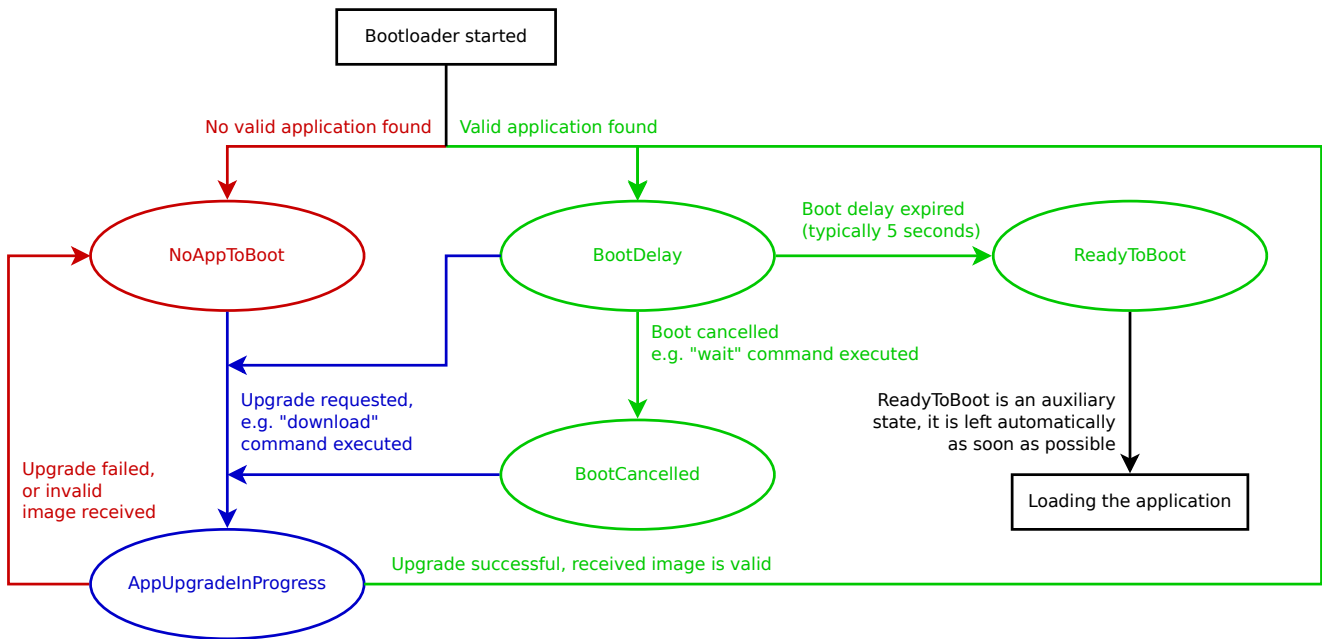 Bootloader started
No valid application found
Valid application found
NoAppToBoot
BootDelay
Boot delay expired
(typically 5 seconds)
ReadyToBoot
Boot cancelled
e.g. "wait" command executed
Upgrade requested,
e.g. "download"
command executed
ReadyToBoot is an auxiliary
state, it is left automatically
as soon as possible
Upgrade failed,
or invalid
image received
BootCancelled
Loading the application
AppUpgradeInProgress
Upgrade successful, received image is valid